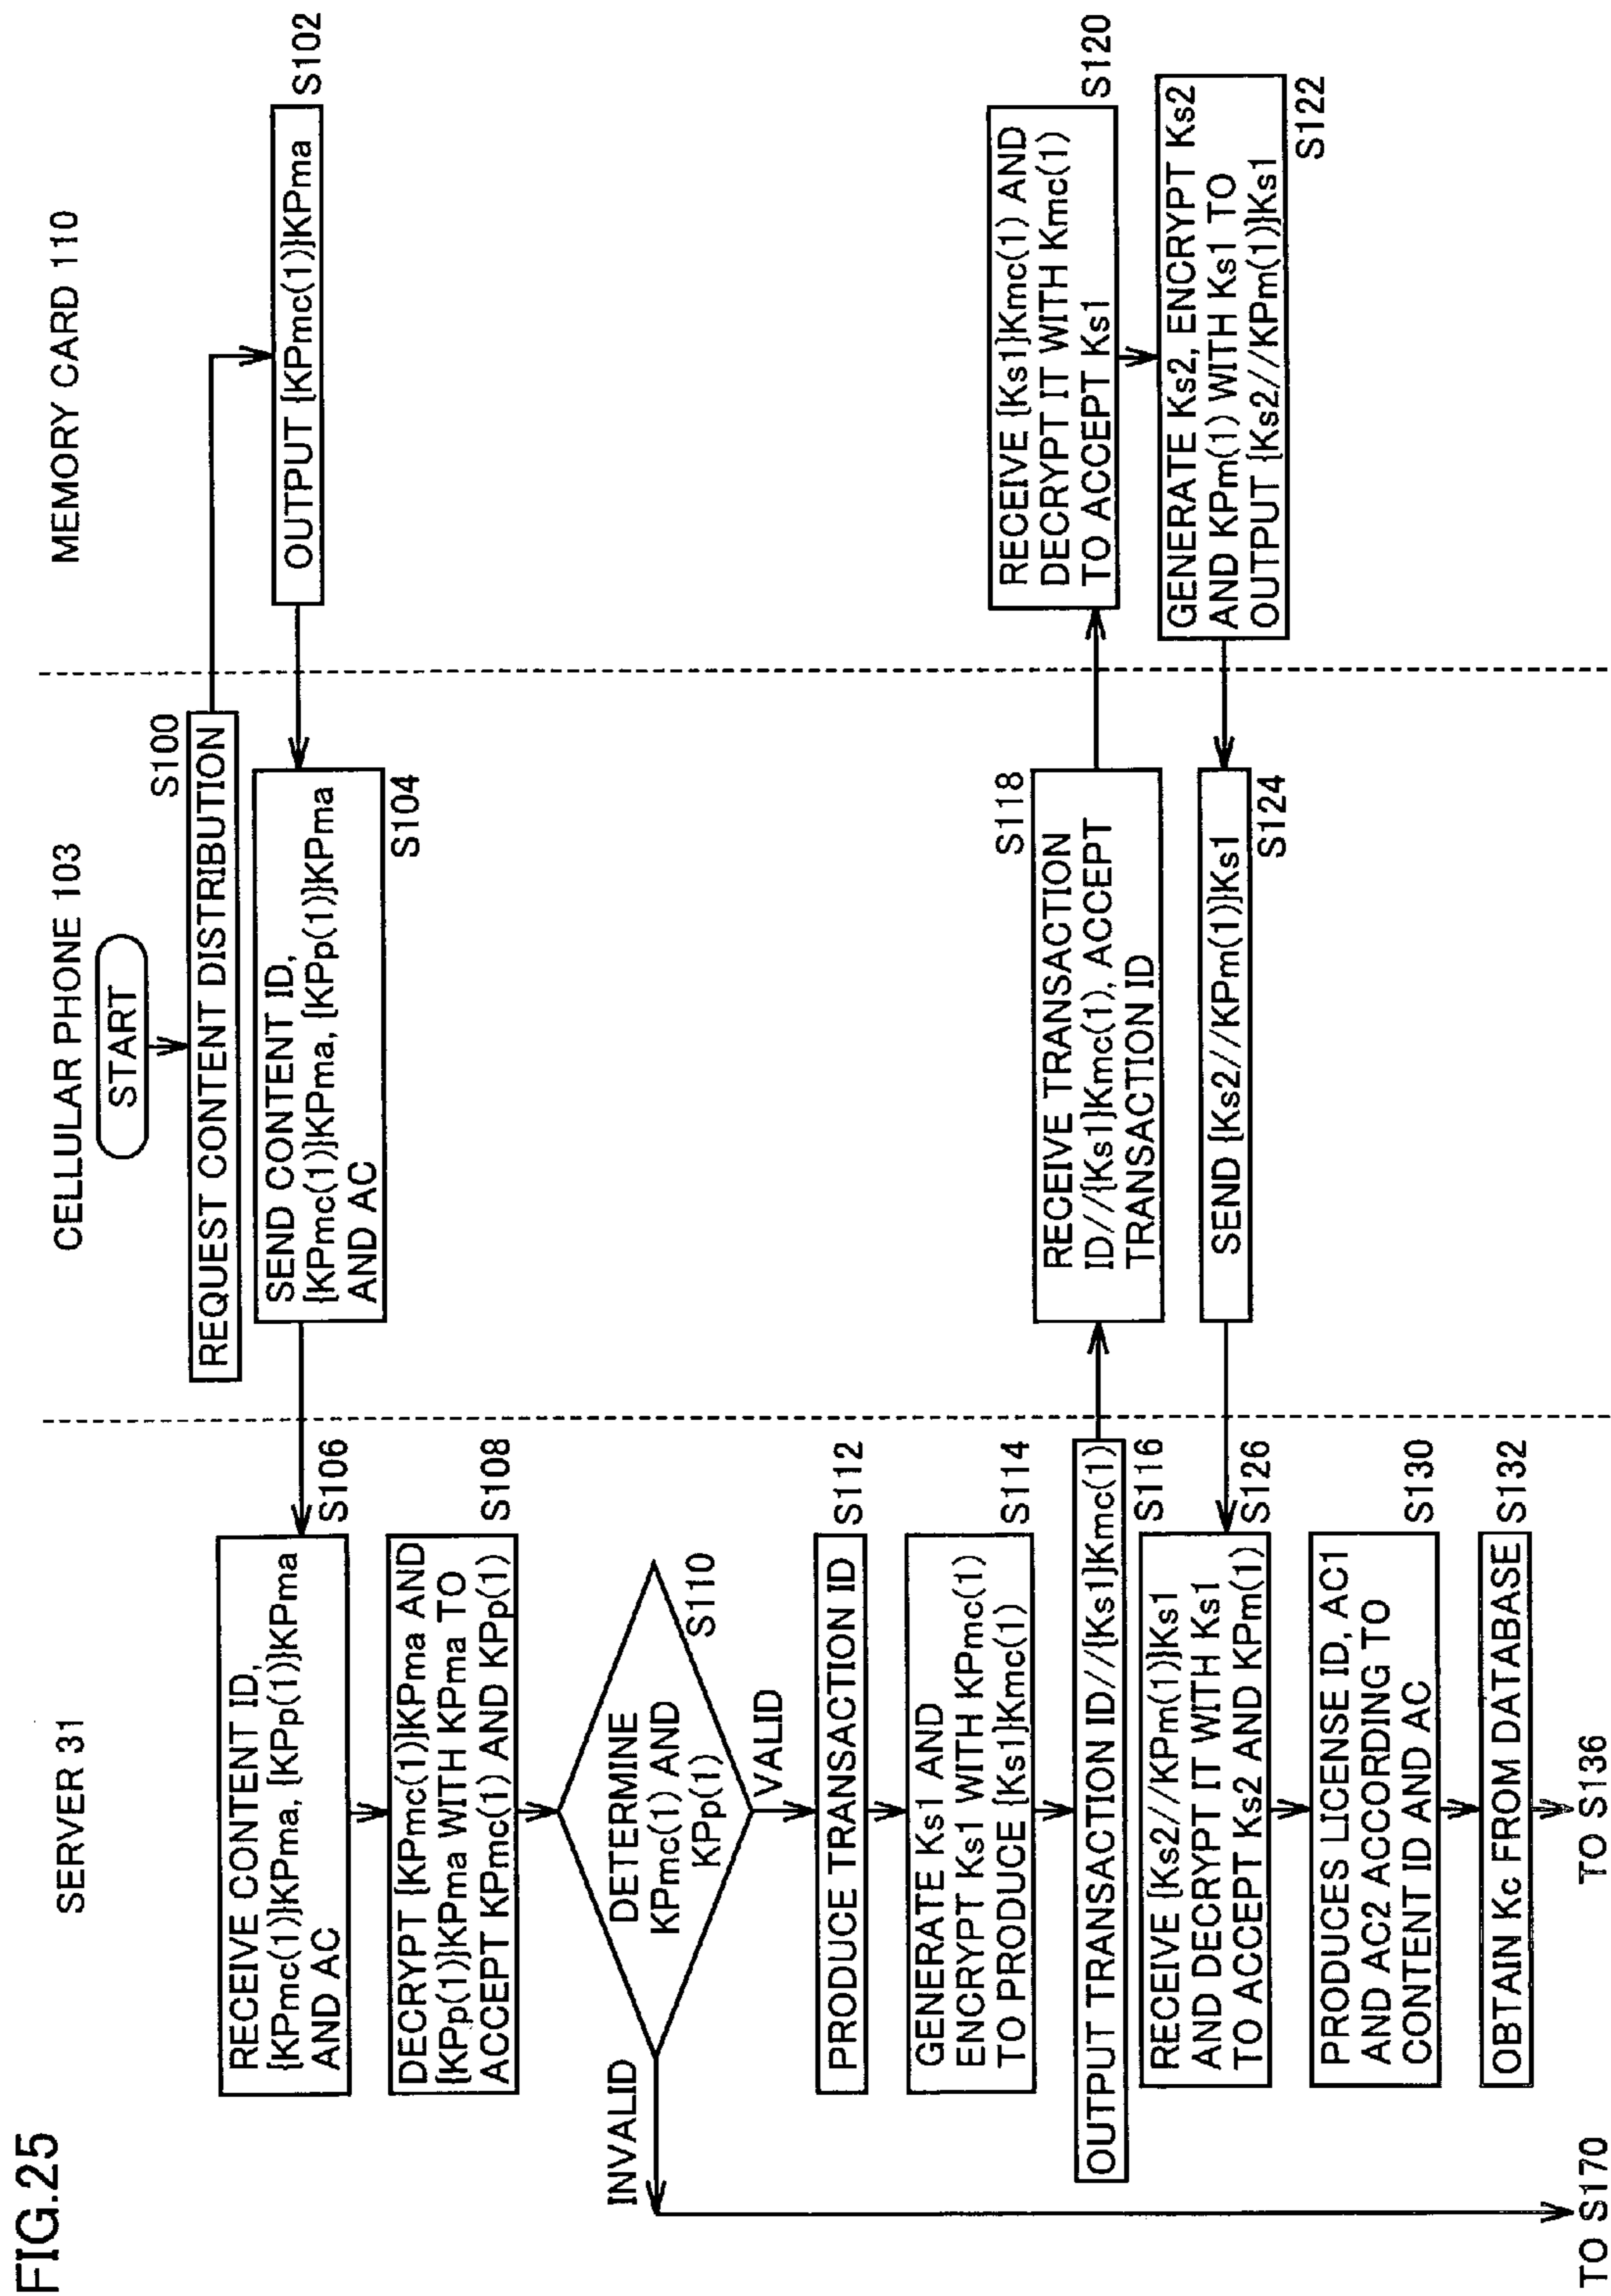 FIG.25
SERVER 31
CELLULAR PHONE 103
MEMORY CARD 110
START
S100
REQUEST CONTENT DISTRIBUTION
OUTPUT {KPmc(1)}KPma
S102
SEND CONTENT ID,
{KPmc(1)}KPma, {KPp(1)}KPma
AND AC
S104
RECEIVE CONTENT ID,
{KPmc(1)}KPma, {KPp(1)}KPma
AND AC
S106
DECRYPT {KPmc(1)}KPma AND
{KPp(1)}KPma WITH KPma TO
ACCEPT KPmc(1) AND KPp(1)
S108
DETERMINE
KPmc(1) AND
KPp(1)
S110
INVALID
VALID
PRODUCE TRANSACTION ID
S112
GENERATE Ks1 AND
ENCRYPT Ks1 WITH KPmc(1)
TO PRODUCE {Ks1}Kmc(1)
S114
OUTPUT TRANSACTION ID//{Ks1}Kmc(1)
S116
S118
RECEIVE TRANSACTION
ID//{Ks1}Kmc(1), ACCEPT
TRANSACTION ID
RECEIVE {Ks1}Kmc(1) AND
DECRYPT IT WITH Kmc(1)
TO ACCEPT Ks1
S120
GENERATE Ks2, ENCRYPT Ks2
AND KPm(1) WITH Ks1 TO
OUTPUT {Ks2//KPm(1)}Ks1
S122
SEND {Ks2//KPm(1)}Ks1
S124
RECEIVE {Ks2//KPm(1)}Ks1
AND DECRYPT IT WITH Ks1
TO ACCEPT Ks2 AND KPm(1)
S126
PRODUCES LICENSE ID, AC1
AND AC2 ACCORDING TO
CONTENT ID AND AC
S130
OBTAIN Kc FROM DATABASE
S132
TO S170
TO S136